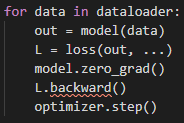 for data in dataloader:
    out = model(data)
    L = loss(out, ...)
    model.zero_grad()
    L.backward()
    optimizer.step()